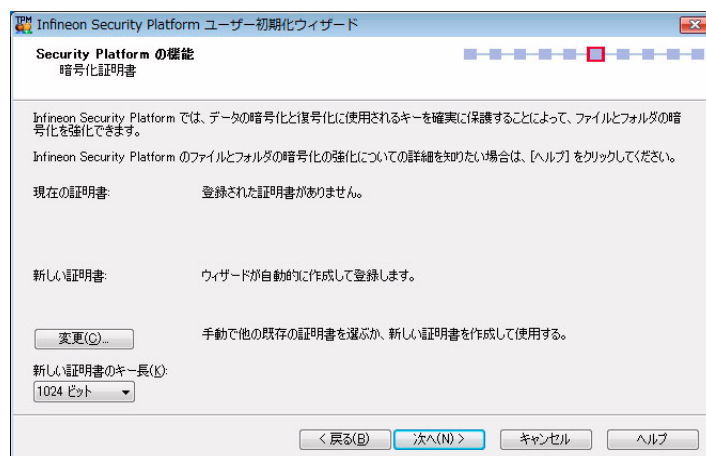 Infineon Security Platform ユーザー初期化ウィザード
Security Platform の機能
暗号化証明書
Infineon Security Platform では、データの暗号化と復号化に使用されるキーを確実に保護することによって、ファイルとフォルダの暗
号化を強化できます。
Infineon Security Platform のファイルとフォルダの暗号化の強化についての詳細を知りたい場合は、[ヘルプ] をクリックしてください。
現在の証明書: 登録された証明書がありません。
新しい証明書: ウィザードが自動的に作成して登録します。
変更(C)... 手動で他の既存の証明書を選ぶか、新しい証明書を作成して使用する。
新しい証明書のキー長(K):
1024 ビット
< 戻る(B) 次へ(N) > キャンセル ヘルプ